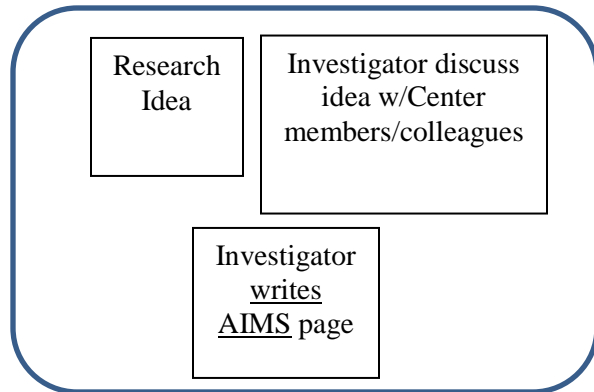 Research
Idea
Investigator discuss
idea w/Center
members/colleagues
Investigator
writes
AIMS page